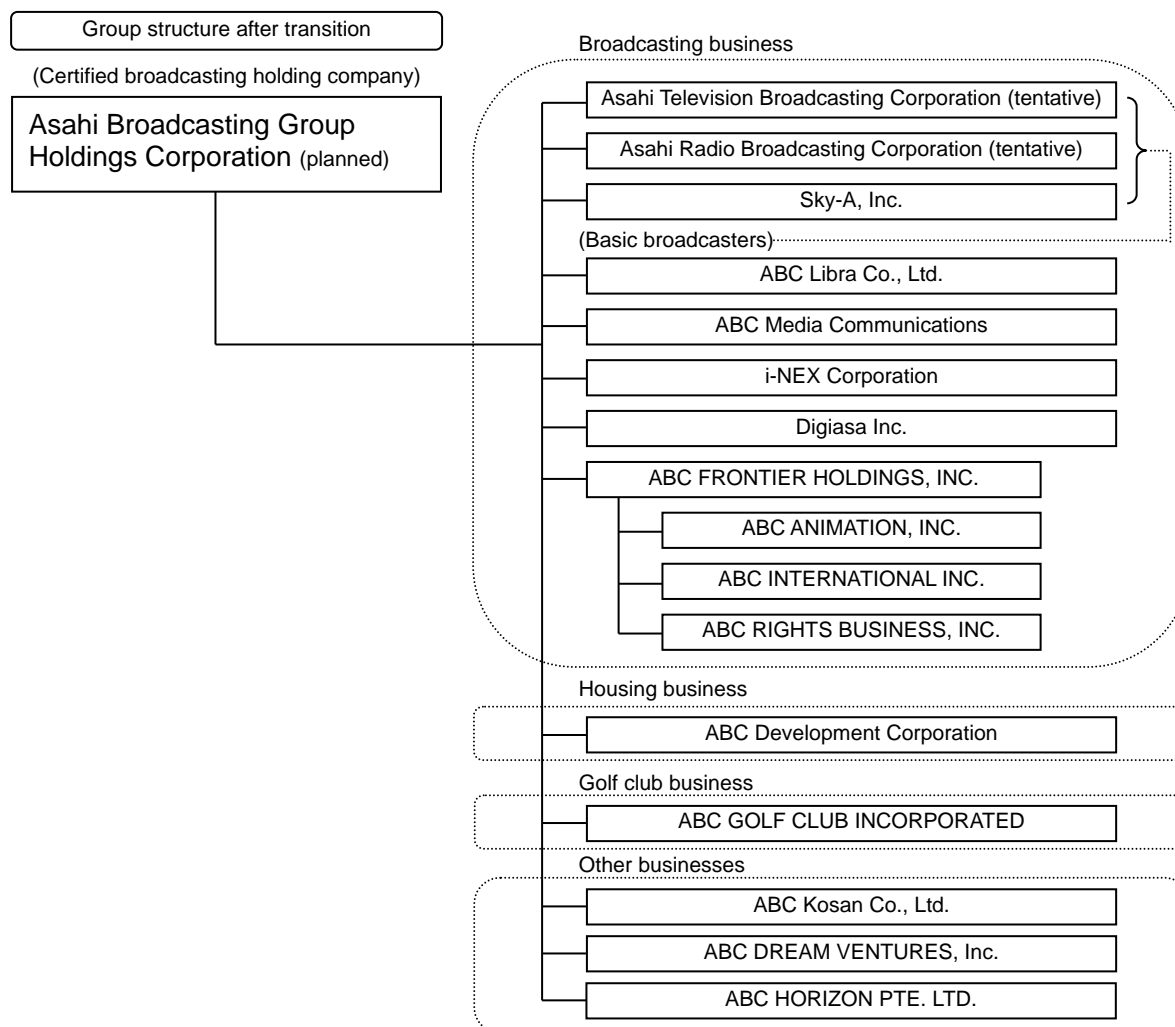 Group structure after transition
(Certified broadcasting holding company)
Asahi Broadcasting Group
Holdings Corporation (planned)
Broadcasting business
Asahi Television Broadcasting Corporation (tentative)
Asahi Radio Broadcasting Corporation (tentative)
Sky-A, Inc.
(Basic broadcasters)
ABC Libra Co., Ltd.
ABC Media Communications
i-NEX Corporation
Digiasa Inc.
ABC FRONTIER HOLDINGS, INC.
ABC ANIMATION, INC.
ABC INTERNATIONAL INC.
ABC RIGHTS BUSINESS, INC.
Housing business
ABC Development Corporation
Golf club business
ABC GOLF CLUB INCORPORATED
Other businesses
ABC Kosan Co., Ltd.
ABC DREAM VENTURES, Inc.
ABC HORIZON PTE. LTD.